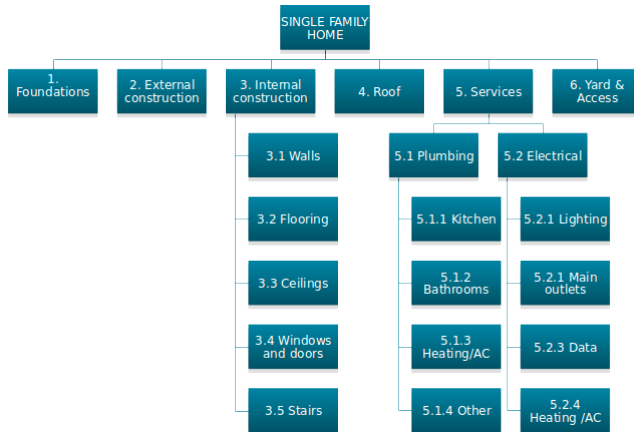 SINGLE FAMILY
HOME
1.
Foundations
2. External
construction
3. Internal
construction
4. Roof
5. Services
6. Yard &
Access
3.1 Walls
5.1 Plumbing
5.2 Electrical
3.2 Flooring
5.1.1 Kitchen
5.2.1 Lighting
3.3 Ceilings
5.1.2
Bathrooms
5.2.1 Main
outlets
3.4 Windows
and doors
5.1.3
Heating/AC
5.2.3 Data
3.5 Stairs
5.1.4 Other
5.2.4
Heating /AC